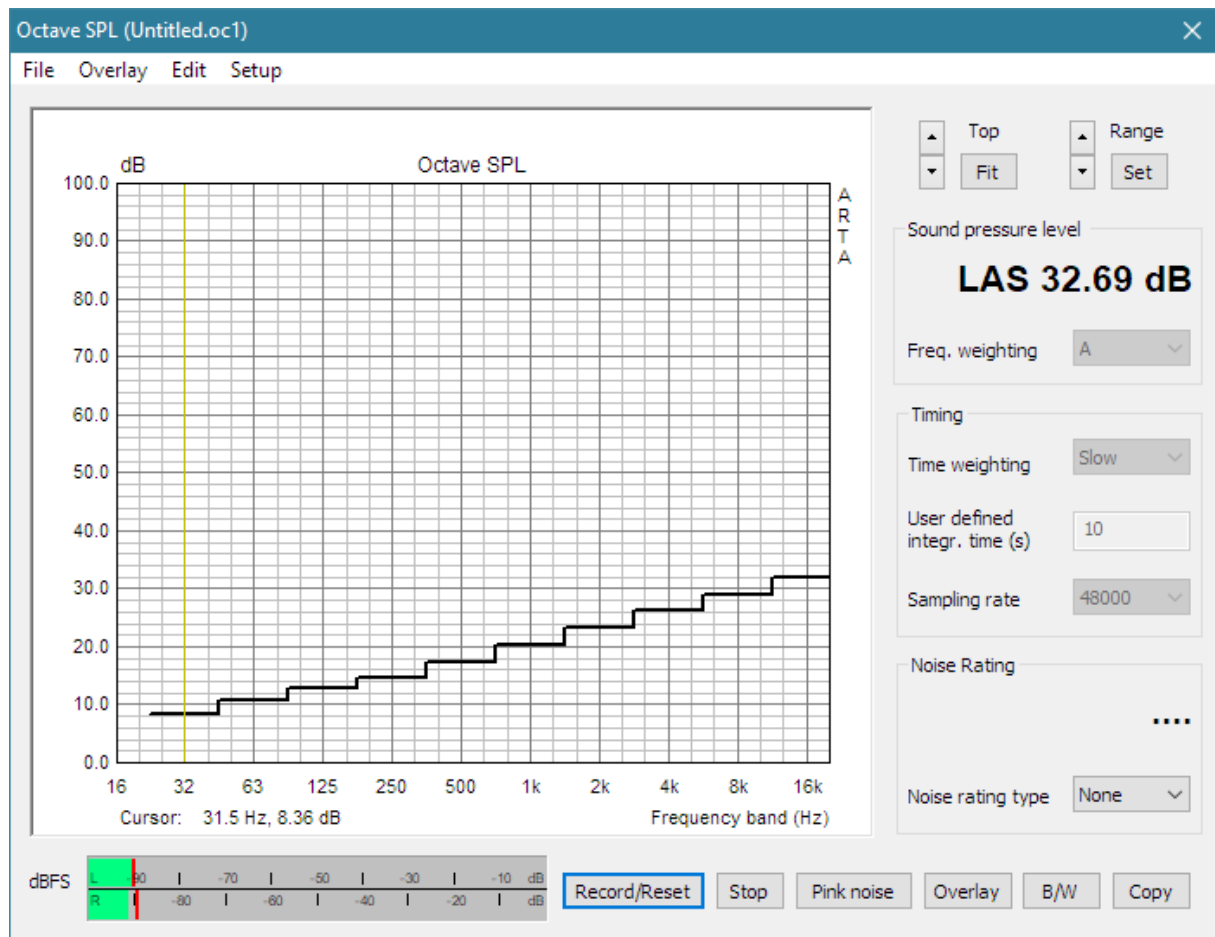 Octave SPL (Untitled.oc1)
File Overlay Edit Setup
dB Octave SPL
100.0
90.0
80.0
70.0
60.0
50.0
40.0
30.0
20.0
10.0
0.0
16 32 63 125 250 500 1k 2k 4k 8k 16k
Cursor: 31.5 Hz, 8.36 dB Frequency band (Hz)
A
R
T
A
Top Range
Fit Set
Sound pressure level
LAS 32.69 dB
Freq. weighting A
Timing
Time weighting Slow
User defined
integr. time (s) 10
Sampling rate 48000
Noise Rating
....
Noise rating type None
dBFS
L -90 -70 -50 -30 -10 dB
R -80 -60 -40 -20 dB
Record/Reset Stop Pink noise Overlay B/W Copy